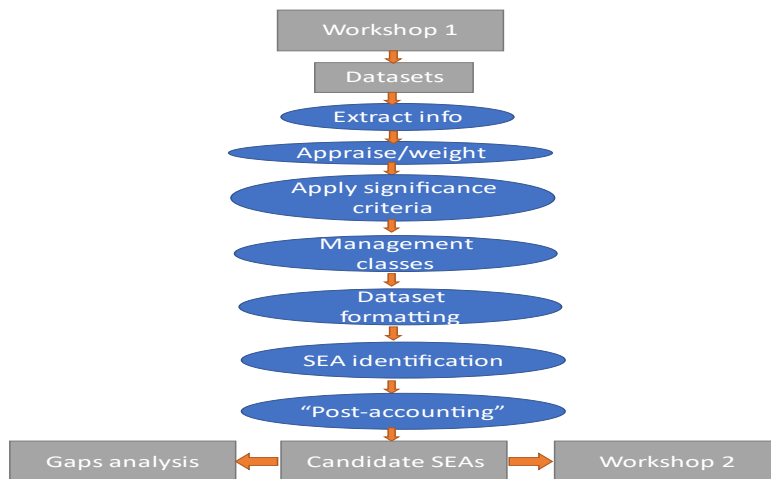 Workshop 1
Datasets
Extract info
Appraise/weight
Apply significance
criteria
Management
classes
Dataset
formatting
SEA identification
“Post-accounting”
Gaps analysis
Candidate SEAs
Workshop 2